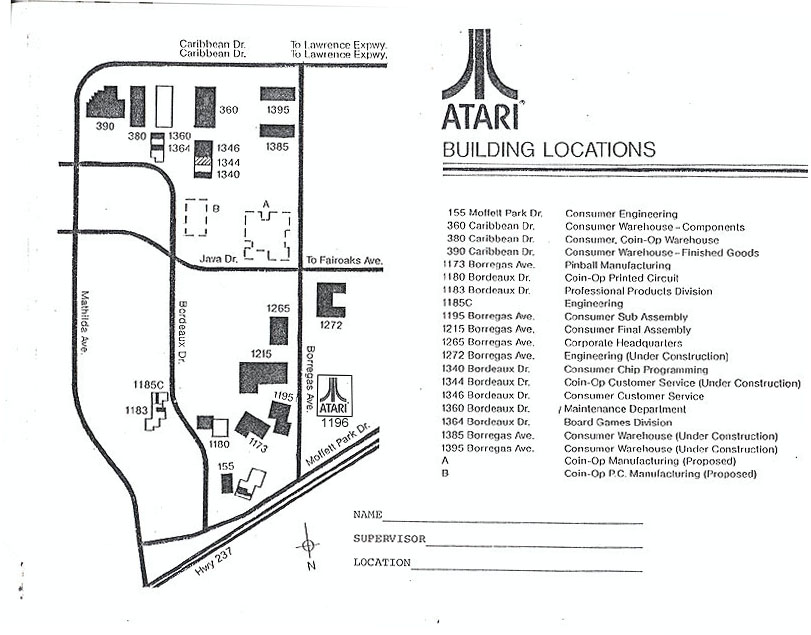 Caribbean Dr.
Caribbean Dr.
To Lawrence Expwy.
To Lawrence Expwy.
390
380
1360
1364
360
1346
1344
1340
1395
1385
B
A
Java Dr.
To Fairoaks Ave.
Mathilda Ave.
Bordeaux Dr.
Borregas Ave.
1265
1272
1215
1185C
1183
1195
1180
1173
ATARI
1196
155
Moffett Park Dr.
Hwy 237
N
ATARI®
BUILDING LOCATIONS
155 Moffett Park Dr. Consumer Engineering
360 Caribbean Dr. Consumer Warehouse–Components
380 Caribbean Dr. Consumer, Coin-Op Warehouse
390 Caribbean Dr. Consumer Warehouse–Finished Goods
1173 Borregas Ave. Pinball Manufacturing
1180 Bordeaux Dr. Coin-Op Printed Circuit
1183 Bordeaux Dr. Professional Products Division
1185C Engineering
1195 Borregas Ave. Consumer Sub Assembly
1215 Borregas Ave. Consumer Final Assembly
1265 Borregas Ave. Corporate Headquarters
1272 Borregas Ave. Engineering (Under Construction)
1340 Bordeaux Dr. Consumer Chip Programming
1344 Bordeaux Dr. Coin-Op Customer Service (Under Construction)
1346 Bordeaux Dr. Consumer Customer Service
1360 Bordeaux Dr. Maintenance Department
1364 Bordeaux Dr. Board Games Division
1385 Borregas Ave. Consumer Warehouse (Under Construction)
1395 Borregas Ave. Consumer Warehouse (Under Construction)
A Coin-Op Manufacturing (Proposed)
B Coin-Op P.C. Manufacturing (Proposed)
NAME
SUPERVISOR
LOCATION